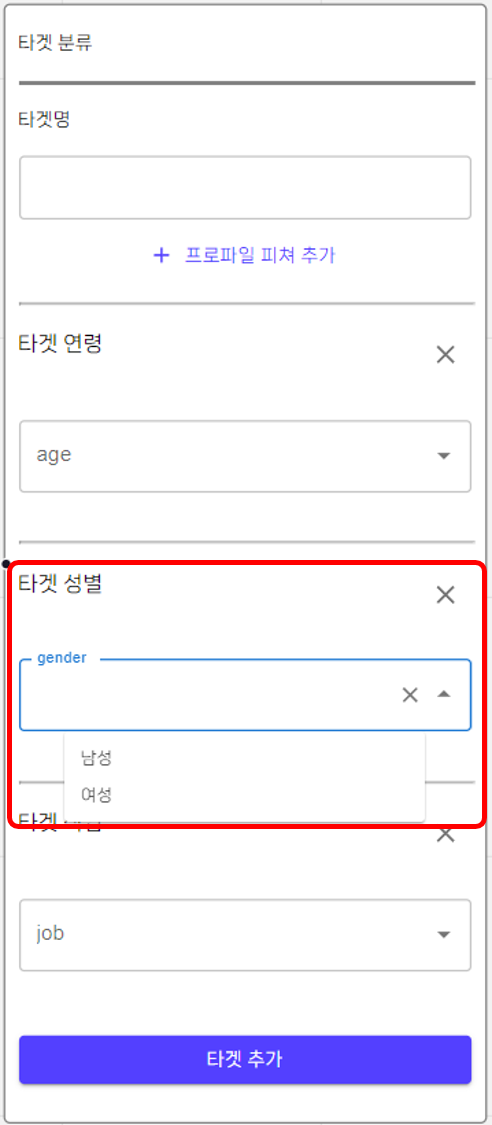 타겟 분류
타겟명
+ 프로파일 피쳐 추가
타겟 연령
age
타겟 성별
gender
남성
여성
타겟
job
타겟 추가